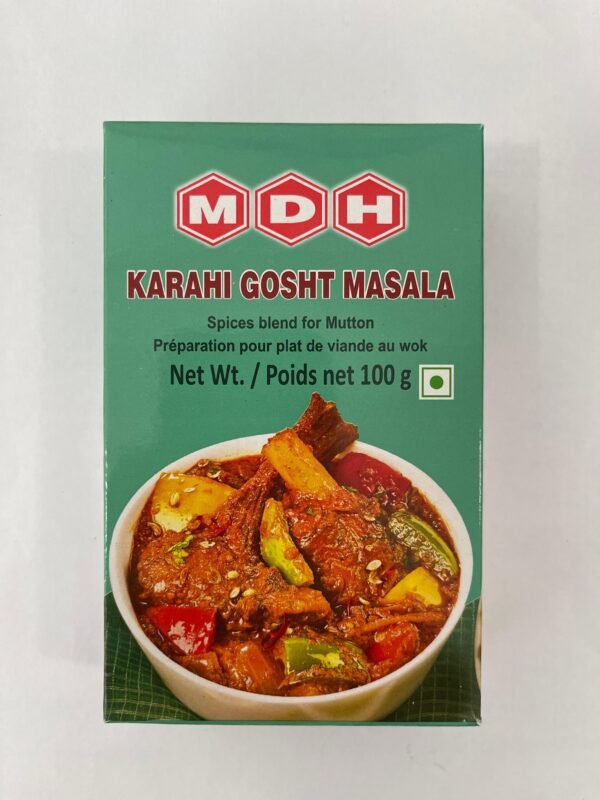 MDH
KARAHI GOSHT MASALA
Spices blend for Mutton
Préparation pour plat de viande au wok
Net Wt. / Poids net 100 g